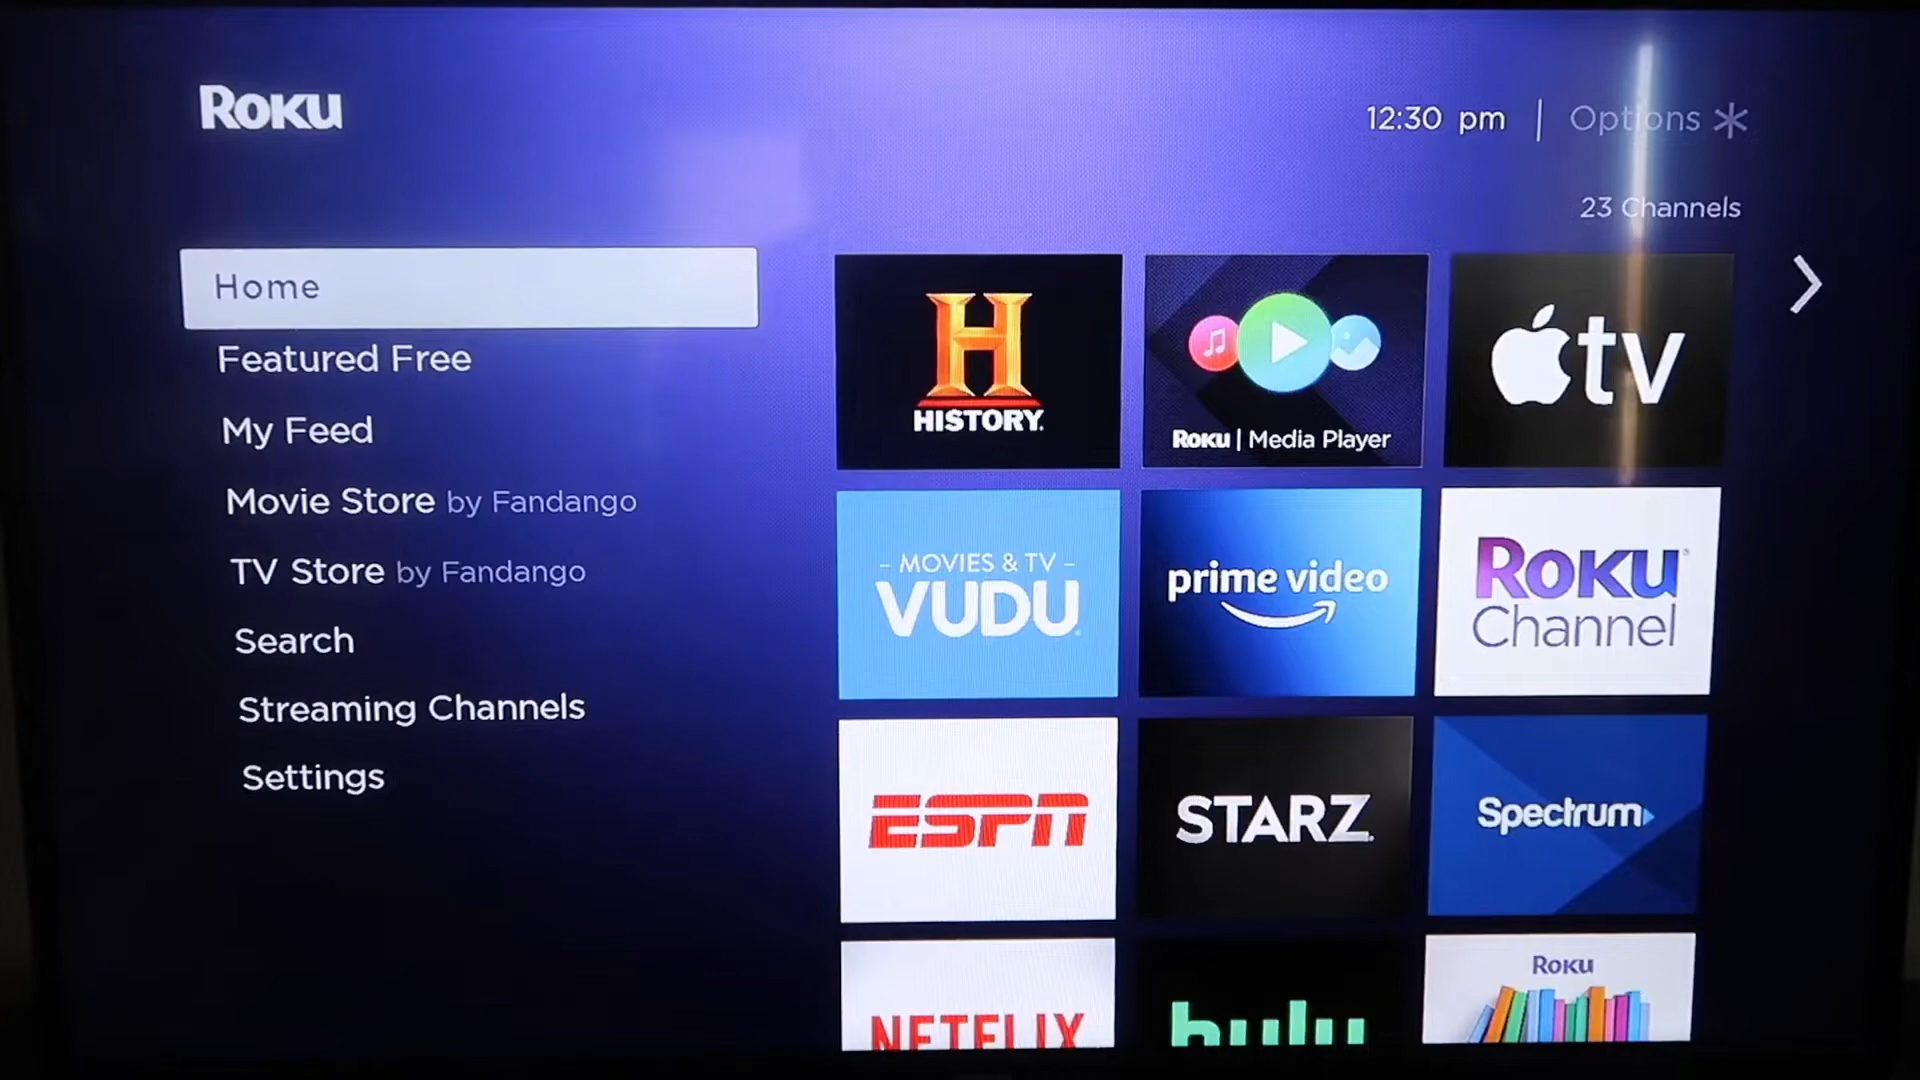 Roku
12:30 pm | Options *
23 Channels
Home
Featured Free
My Feed
Movie Store by Fandango
TV Store by Fandango
Search
Streaming Channels
Settings
H
HISTORY.
Roku | Media Player
tv
- MOVIES & TV -
VUDU
prime video
Roku
Channel
ESPN
STARZ
Spectrum
NETFLIX
hulu
Roku